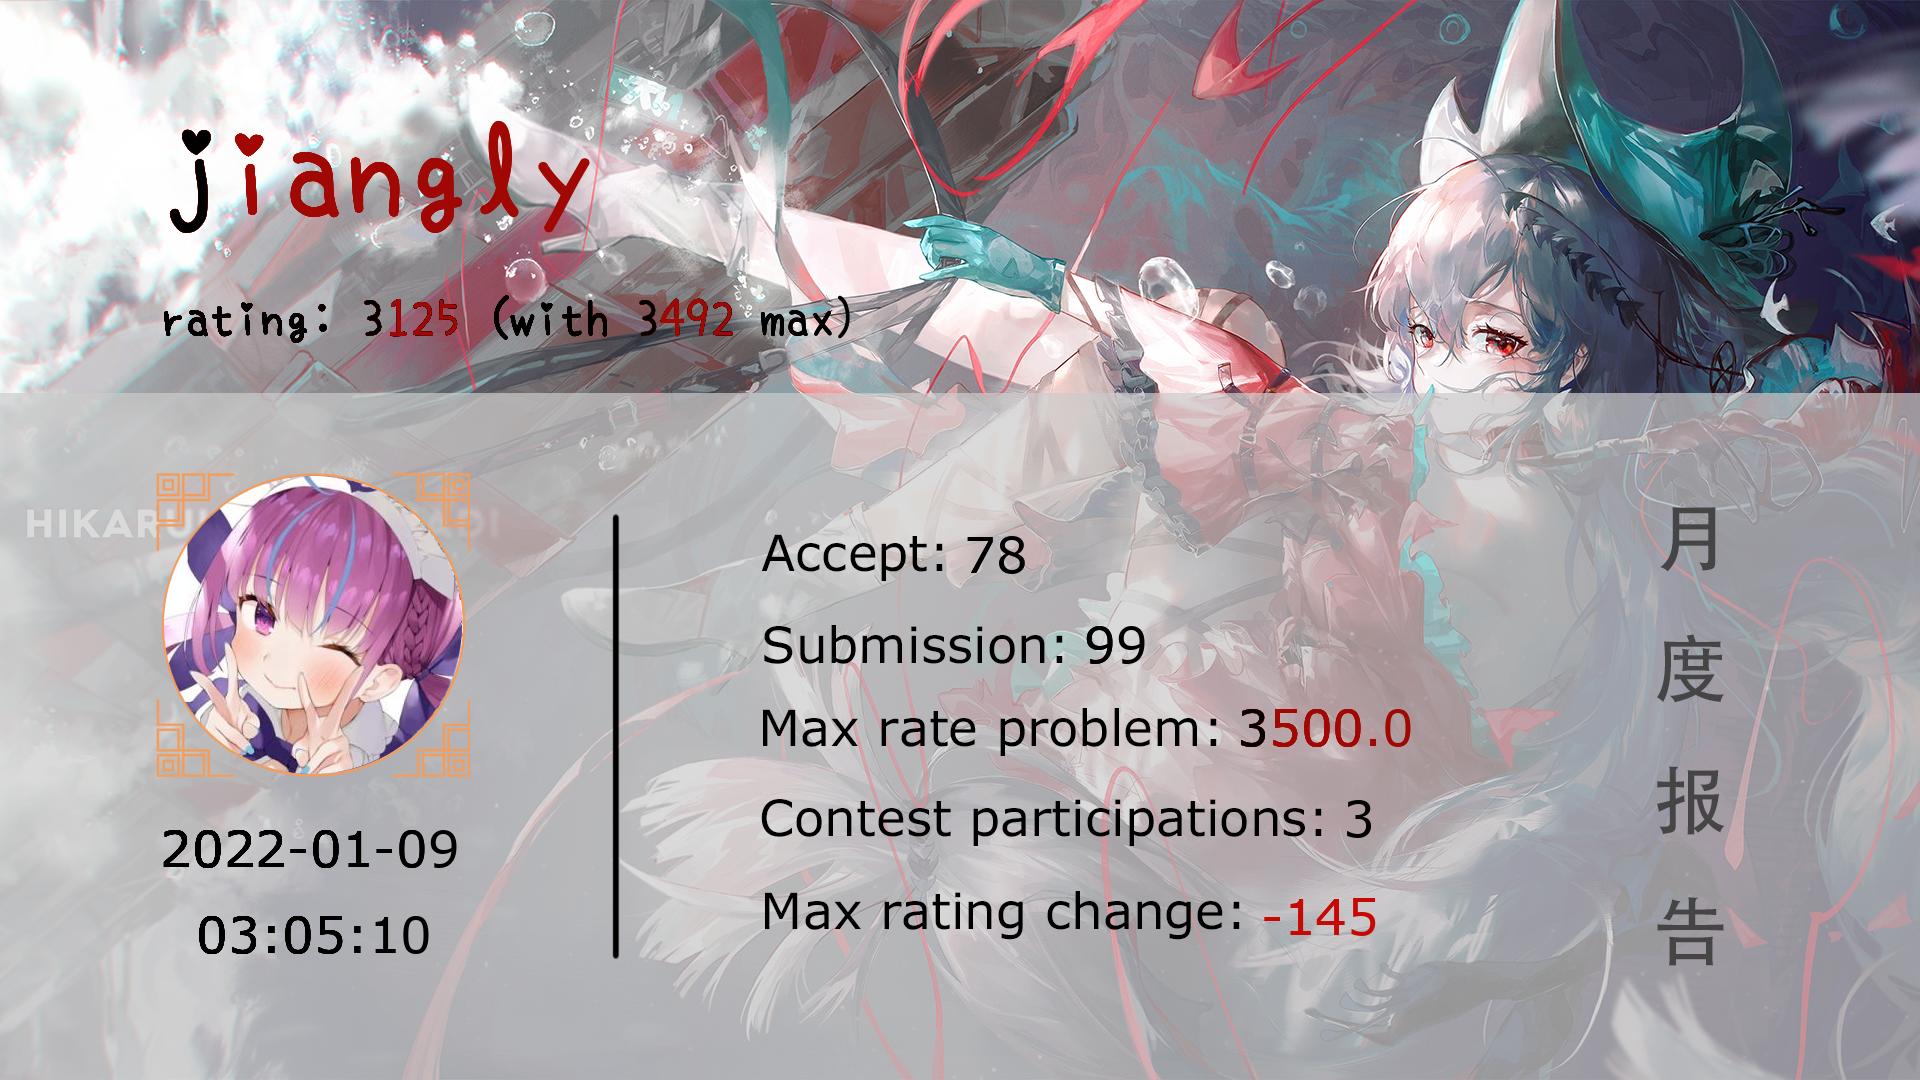 jiangly
rating: 3125 (with 3492 max)
2022-01-09
03:05:10
Accept: 78
Submission: 99
Max rate problem: 3500.0
Contest participations: 3
Max rating change: -145
月度报告